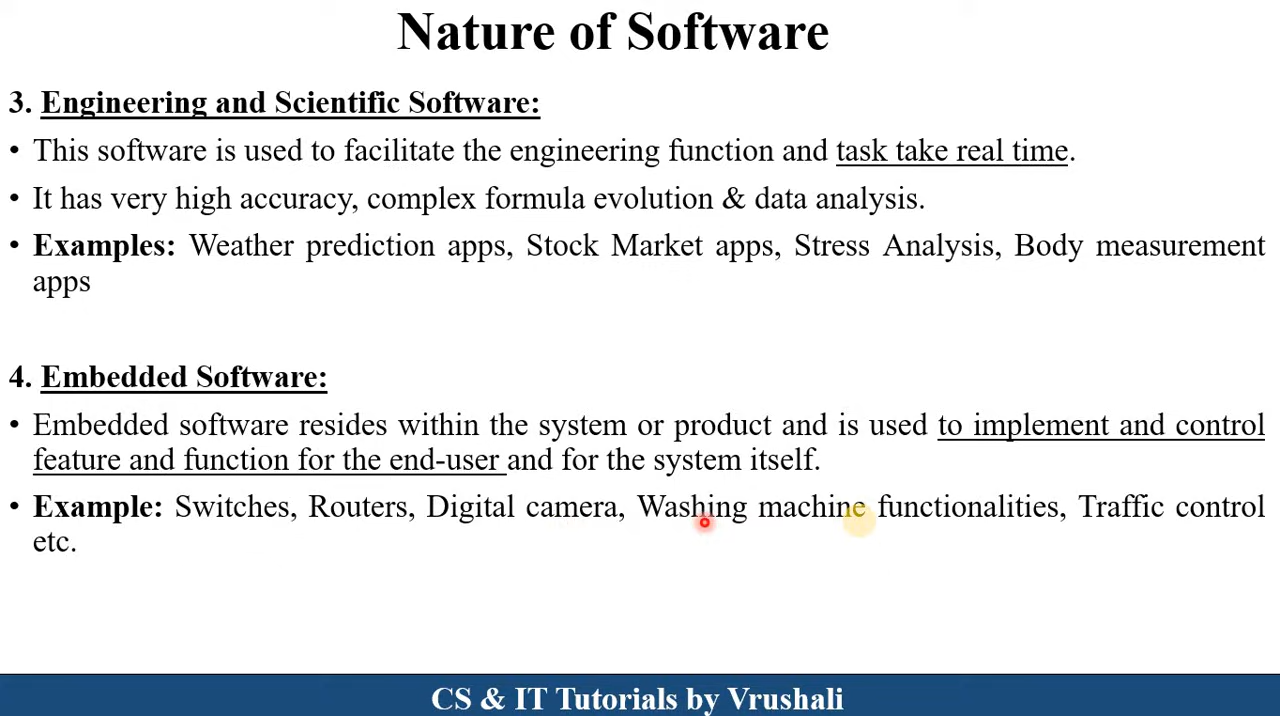 Nature of Software
3. Engineering and Scientific Software:
• This software is used to facilitate the engineering function and task take real time.
• It has very high accuracy, complex formula evolution & data analysis.
• Examples: Weather prediction apps, Stock Market apps, Stress Analysis, Body measurement
apps
4. Embedded Software:
• Embedded software resides within the system or product and is used to implement and control
feature and function for the end-user and for the system itself.
• Example: Switches, Routers, Digital camera, Washing machine functionalities, Traffic control
etc.
CS & IT Tutorials by Vrushali